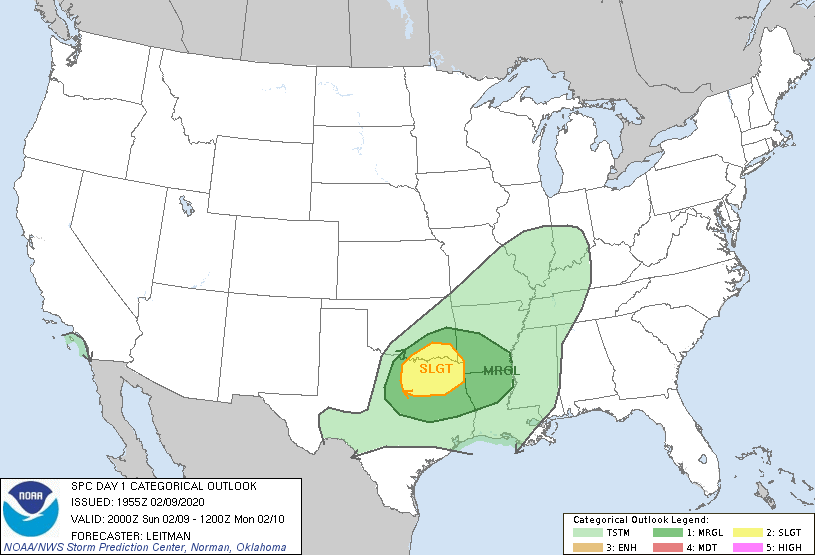 SLGT
MRGL
NOAA
SPC DAY 1 CATEGORICAL OUTLOOK
ISSUED: 1955Z 02/09/2020
VALID: 2000Z Sun 02/09 - 1200Z Mon 02/10
FORECASTER: LEITMAN
NOAA/NWS Storm Prediction Center, Norman, Oklahoma
Categorical Outlook Legend:
TSTM 1: MRGL 2: SLGT
3: ENH 4: MDT 5: HIGH